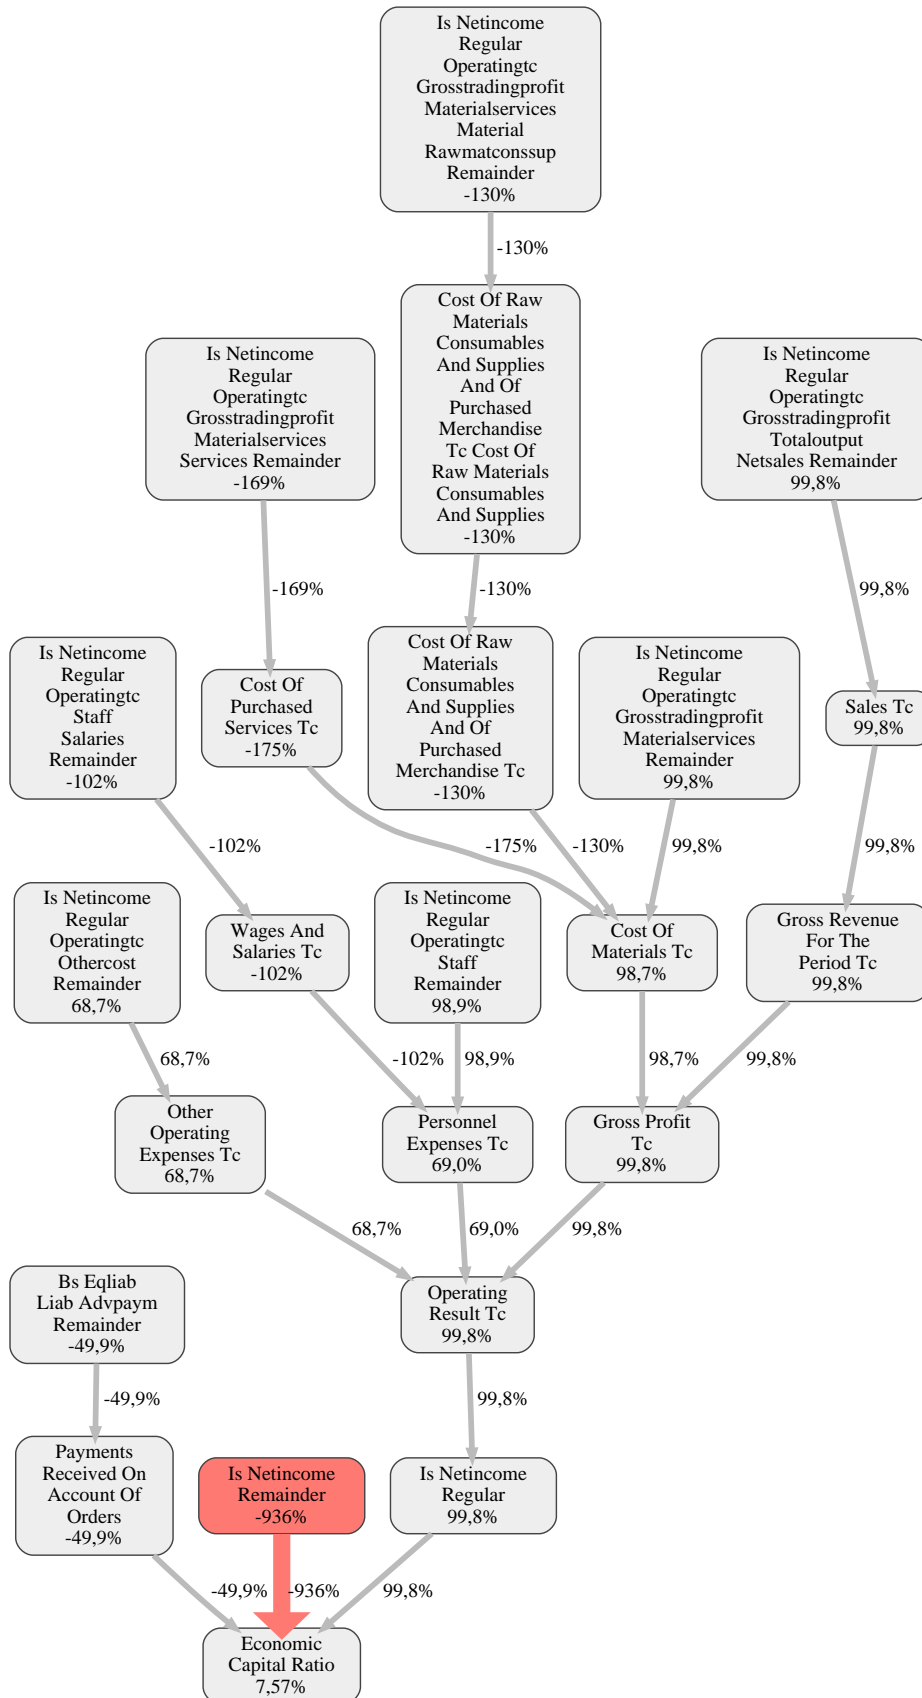 Is Netincome
Regular
Operatingtc
Grosstradingprofit
Materialservices
Material
Rawmatconssup
Remainder
-130%
-130%
Cost Of Raw
Materials
Consumables
And Supplies
And Of
Purchased
Merchandise
Tc Cost Of
Raw Materials
Consumables
And Supplies
-130%
Is Netincome
Regular
Operatingtc
Grosstradingprofit
Materialservices
Services Remainder
-169%
Is Netincome
Regular
Operatingtc
Grosstradingprofit
Totaloutput
Netsales Remainder
99,8%
-169%
-130%
99,8%
Is Netincome
Regular
Operatingtc
Staff
Salaries
Remainder
-102%
Cost Of
Purchased
Services Tc
-175%
Cost Of Raw
Materials
Consumables
And Supplies
And Of
Purchased
Merchandise Tc
-130%
Is Netincome
Regular
Operatingtc
Grosstradingprofit
Materialservices
Remainder
99,8%
Sales Tc
99,8%
-102%
-175%
-130%
99,8%
99,8%
Is Netincome
Regular
Operatingtc
Othercost
Remainder
68,7%
Wages And
Salaries Tc
-102%
Is Netincome
Regular
Operatingtc
Staff
Remainder
98,9%
Cost Of
Materials Tc
98,7%
Gross Revenue
For The
Period Tc
99,8%
68,7%
-102%
98,9%
98,7%
99,8%
Other
Operating
Expenses Tc
68,7%
Personnel
Expenses Tc
69,0%
Gross Profit
Tc
99,8%
68,7%
69,0%
99,8%
Bs Eqliab
Liab Advpaym
Remainder
-49,9%
Operating
Result Tc
99,8%
-49,9%
99,8%
Payments
Received On
Account Of
Orders
-49,9%
Is Netincome
Remainder
-936%
Is Netincome
Regular
99,8%
-49,9%
-936%
99,8%
Economic
Capital Ratio
7,57%